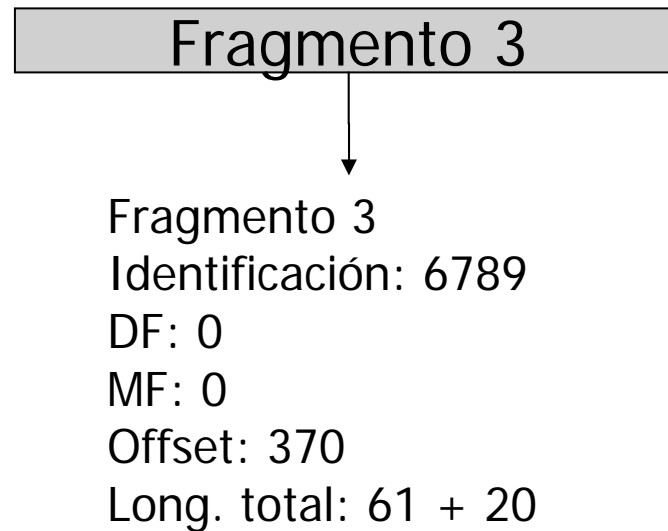 Fragmento 3
Fragmento 3
Identificación: 6789
DF: 0
MF: 0
Offset: 370
Long. total: 61 + 20